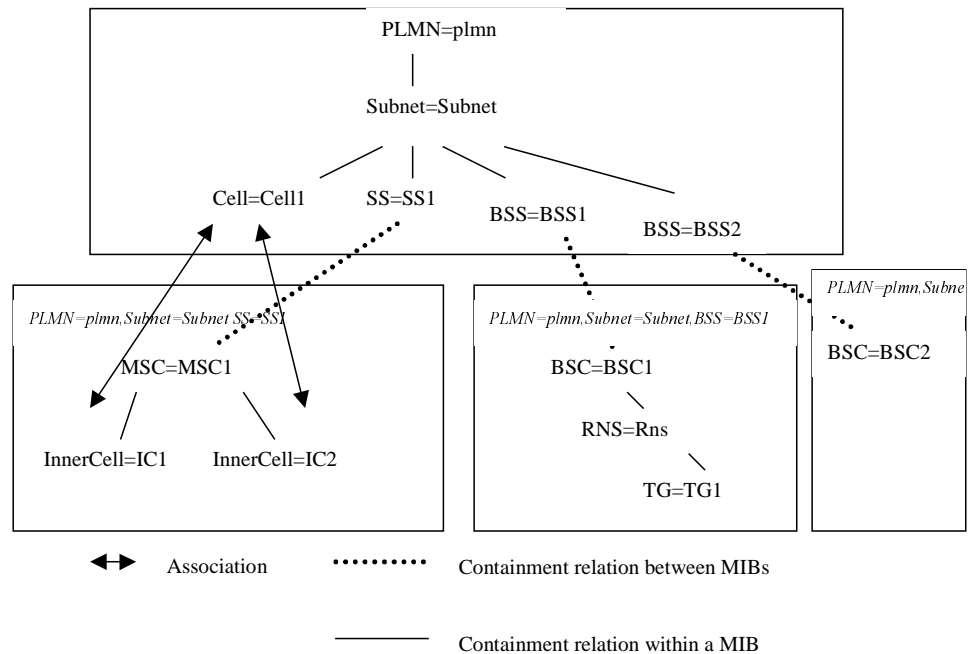 PLMN=plmn
Subnet=Subnet
Cell=Cell1
SS=SS1
BSS=BSS1
BSS=BSS2
PLMN=plmn,Subnet=Subnet SS=SS1
MSC=MSC1
InnerCell=IC1
InnerCell=IC2
PLMN=plmn,Subnet=Subnet,BSS=BSS1
BSC=BSC1
RNS=Rns
TG=TG1
PLMN=plmn,Subne
BSC=BSC2
Association
Containment relation between MIBs
Containment relation within a MIB